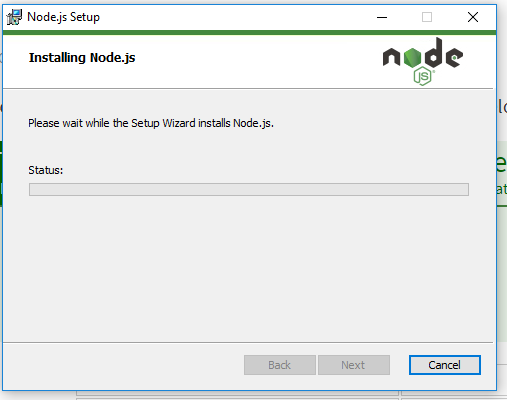 Node.js Setup
Installing Node.js
node
JS
Please wait while the Setup Wizard installs Node.js.
Status:
Back
Next
Cancel